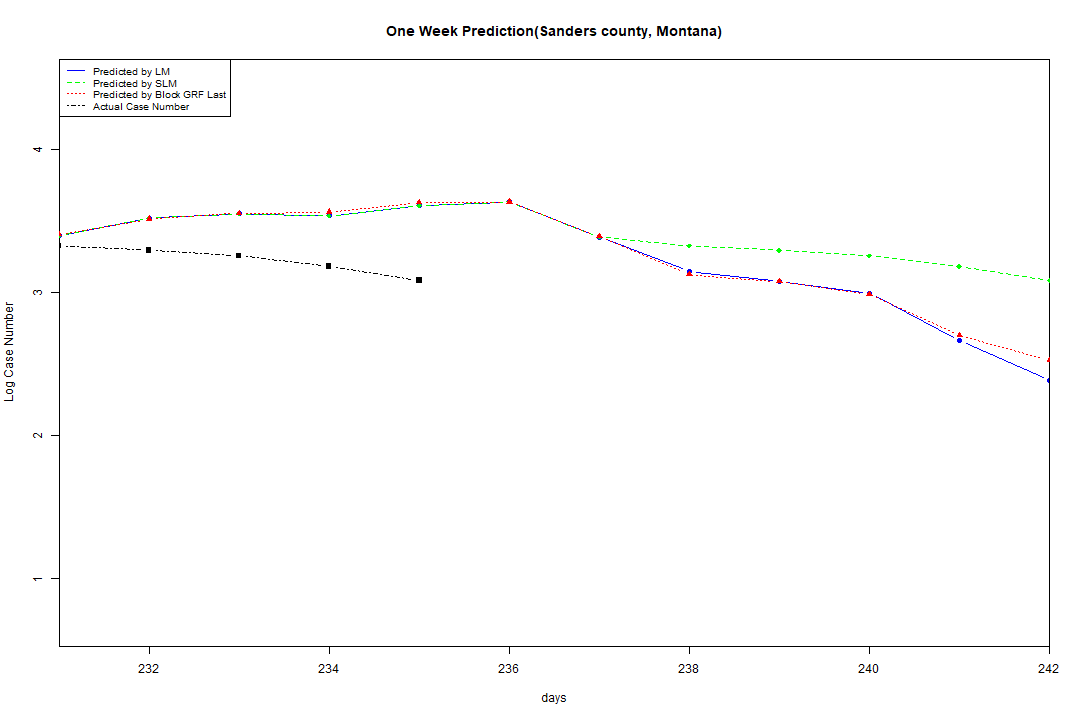 One Week Prediction(Sanders county, Montana)
Predicted by LM
Predicted by SLM
Predicted by Block GRF Last
Actual Case Number
4
3
2
1
Log Case Number
232 234 236 238 240 242
days